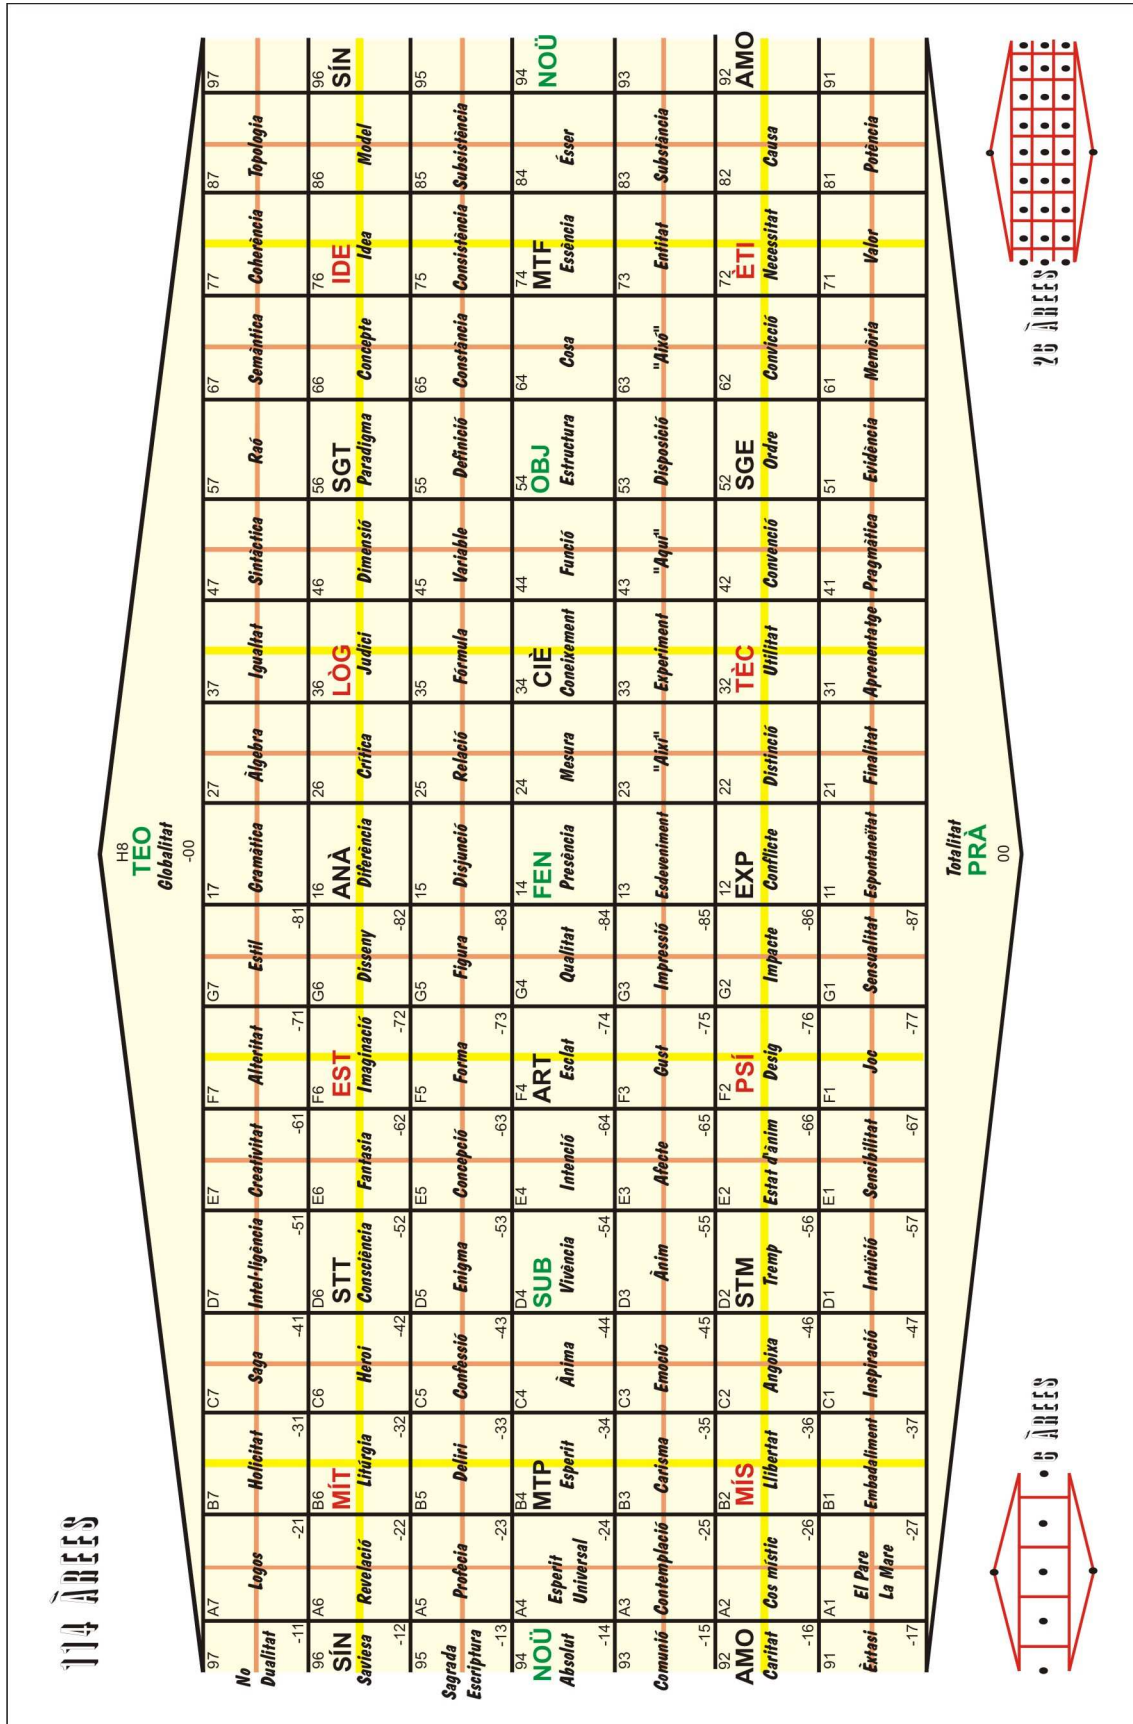 114 ÀREES
H8
TEO
Globalitat
-00
97
No
Dualitat
-11
A7
Logos
-21
B7
Holicitat
-31
C7
Saga
-41
D7
Intel·ligència
-51
E7
Creativitat
-61
F7
Alteritat
-71
G7
Estil
-81
17
Gramàtica
27
Àlgebra
37
Igualtat
47
Sintàctica
57
Raó
67
Semàntica
77
Coherència
87
Topologia
97
96
SÍN
Saviesa
-12
A6
Revelació
-22
B6
MÍT
Litúrgia
-32
C6
Heroi
-42
D6
STT
Consciència
-52
E6
Fantasia
-62
F6
EST
Imaginació
-72
G6
Disseny
-82
16
ANÀ
Diferència
26
Crítica
36
LÒG
Judici
46
Dimensió
56
SGT
Paradigma
66
Concepte
76
IDE
Idea
86
Model
96
SÍN
95
Sagrada
Escriptura
-13
A5
Profecia
-23
B5
Deliri
-33
C5
Confessió
-43
D5
Enigma
-53
E5
Concepció
-63
F5
Forma
-73
G5
Figura
-83
15
Disjunció
25
Relació
35
Fórmula
45
Variable
55
Definició
65
Constància
75
Consistència
85
Subsistència
95
94
NOÜ
Absolut
-14
A4
Esperit
Universal
-24
B4
MTP
Esperit
-34
C4
Ànima
-44
D4
SUB
Vivència
-54
E4
Intenció
-64
F4
ART
Esclat
-74
G4
Qualitat
-84
14
FEN
Presència
24
Mesura
34
CIÈ
Coneixement
44
Funció
54
OBJ
Estructura
64
Cosa
74
MTF
Essència
84
Ésser
94
NOÜ
93
Comunió
-15
A3
Contemplació
-25
B3
Carisma
-35
C3
Emoció
-45
D3
Ànim
-55
E3
Afecte
-65
F3
Gust
-75
G3
Impressió
-85
13
Esdeveniment
23
"Així"
33
Experiment
43
"Aquí"
53
Disposició
63
"Això"
73
Entitat
83
Substància
93
92
AMO
Caritat
-16
A2
Cos místic
-26
B2
MÍS
Llibertat
-36
C2
Angoixa
-46
D2
STM
Tremp
-56
E2
Estat d'ànim
-66
F2
PSÍ
Desig
-76
G2
Impacte
-86
12
EXP
Conflicte
22
Distinció
32
TÈC
Utilitat
42
Convenció
52
SGE
Ordre
62
Convicció
72
ÈTI
Necessitat
82
Causa
92
AMO
91
Èxtasi
-17
A1
El Pare
La Mare
-27
B1
Embadaliment
-37
C1
Inspiració
-47
D1
Intuïció
-57
E1
Sensibilitat
-67
F1
Joc
-77
G1
Sensualitat
-87
11
Espontaneïtat
21
Finalitat
31
Aprenentatge
41
Pragmàtica
51
Evidència
61
Memòria
71
Valor
81
Potència
91
Totalitat
PRÀ
00
6 ÀREES
26 ÀREES